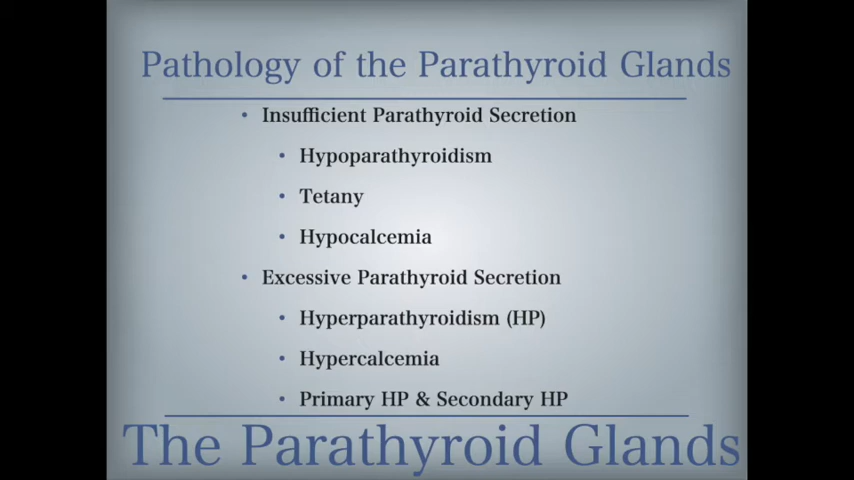 Pathology of the Parathyroid Glands
• Insufficient Parathyroid Secretion
• Hypoparathyroidism
• Tetany
• Hypocalcemia
• Excessive Parathyroid Secretion
• Hyperparathyroidism (HP)
• Hypercalcemia
• Primary HP & Secondary HP
The Parathyroid Glands